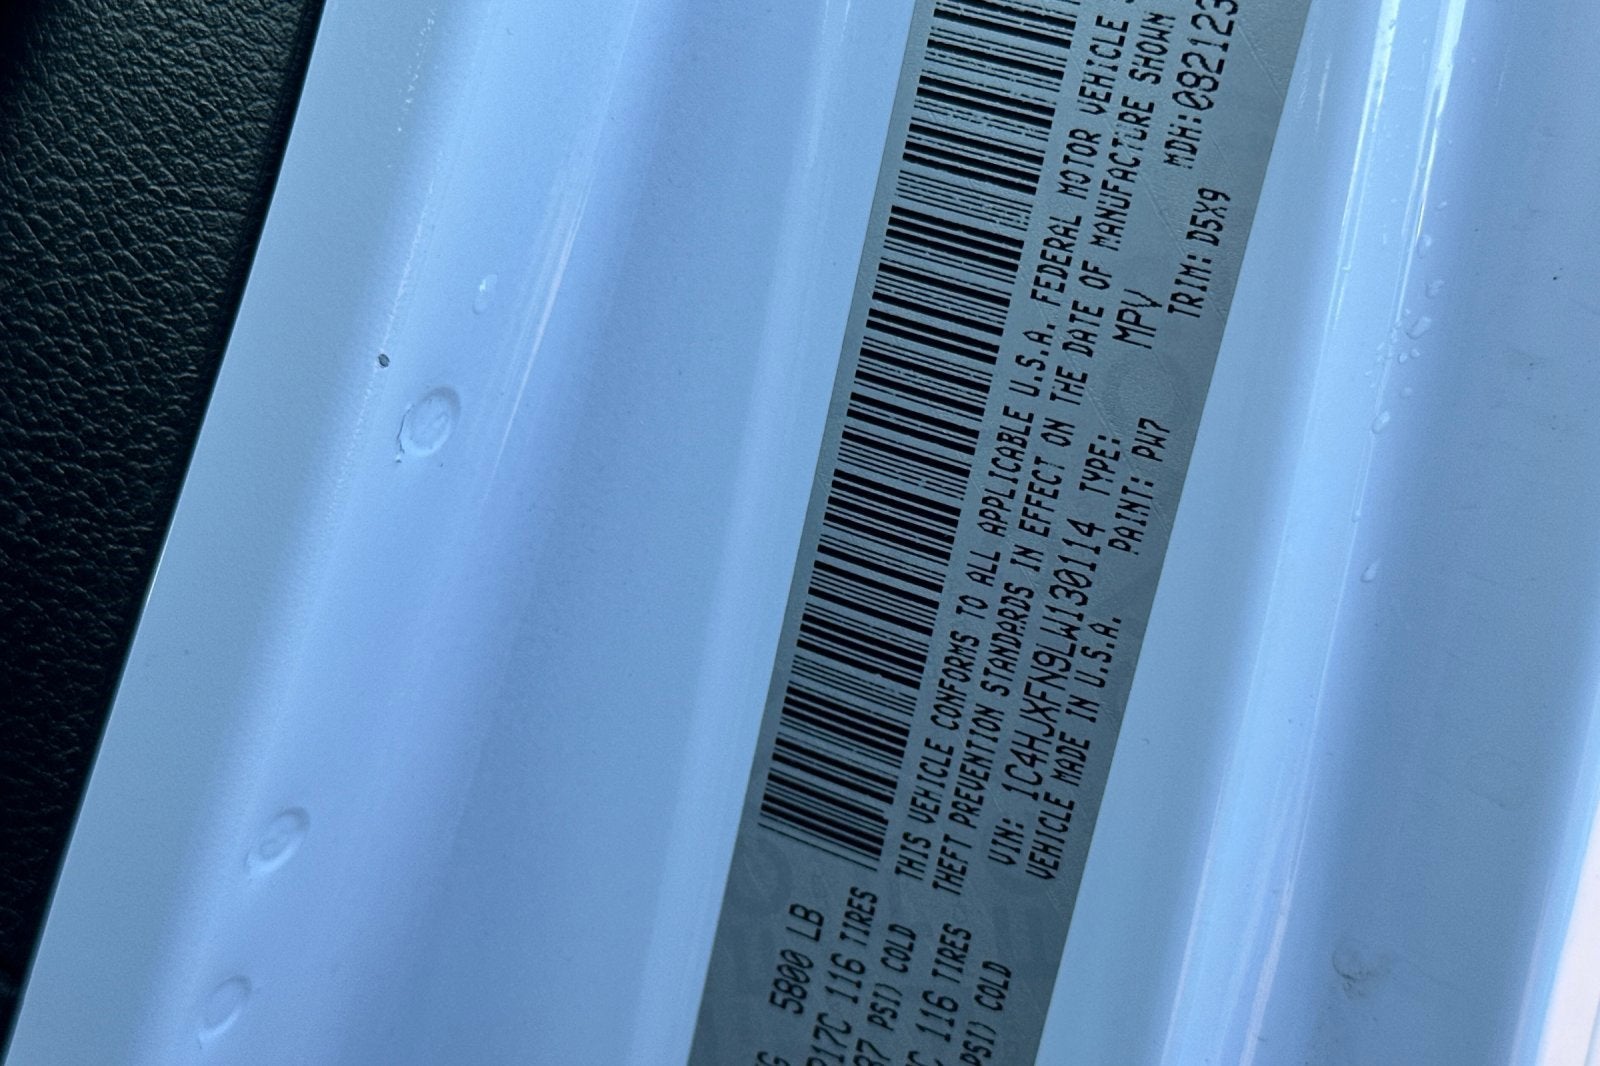 5800 LB
116 TIRES
PSI) COLD
116 TIRES
PSI) COLD
THIS VEHICLE CONFORMS TO ALL APPLICABLE U.S.A. FEDERAL MOTOR VEHICLE
THEFT PREVENTION STANDARDS IN EFFECT ON THE DATE OF MANUFACTURE SHOWN
VIN: 1C4HJXFN9LW130114 TYPE: MPV
VEHICLE MADE IN U.S.A. PAINT: PW7 TRIM: D5X9 MDH:092123